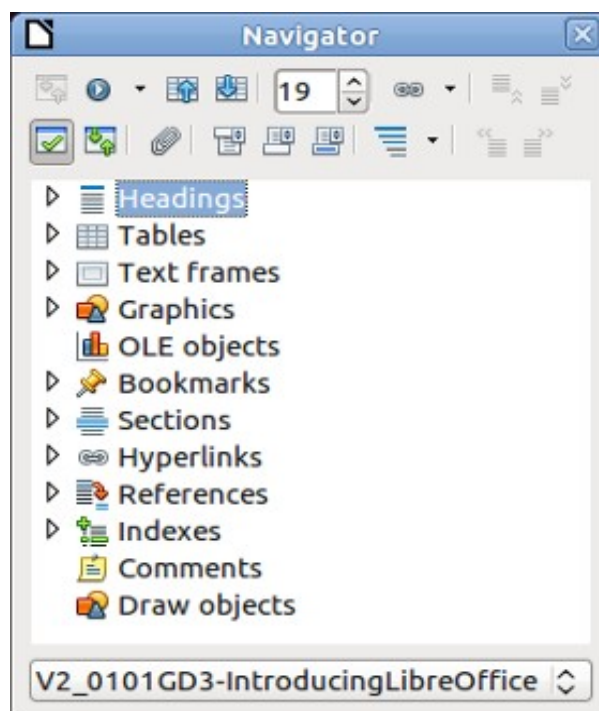 Navigator
19
Headings
Tables
Text frames
Graphics
OLE objects
Bookmarks
Sections
Hyperlinks
References
Indexes
Comments
Draw objects
V2_0101GD3-IntroducingLibreOffice